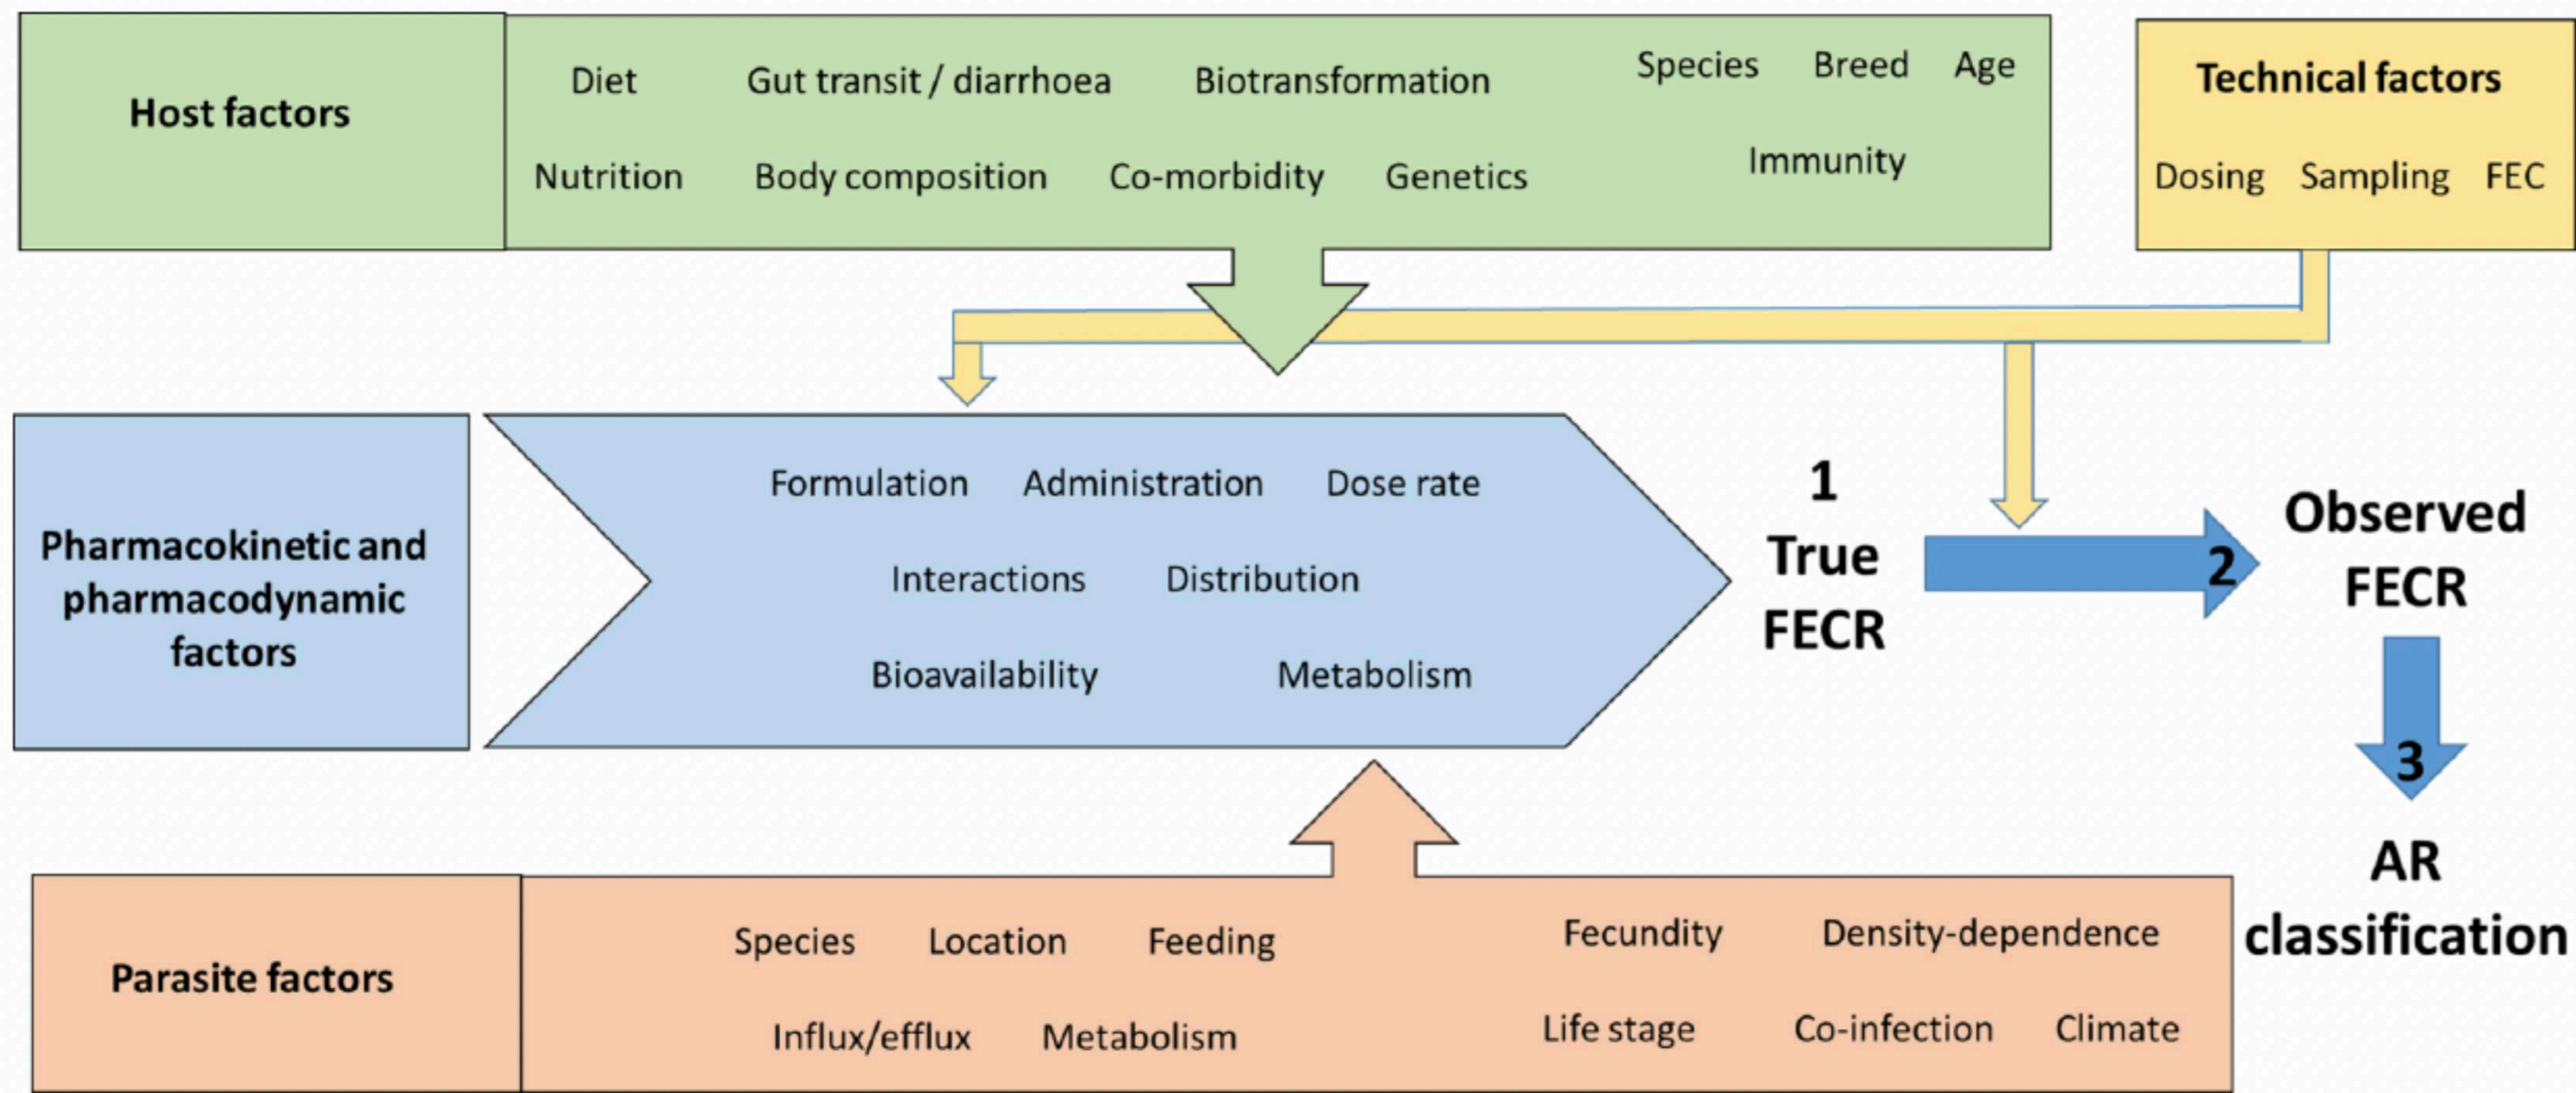 Host factors
Diet Gut transit / diarrhoea Biotransformation
Species Breed Age
Nutrition Body composition Co-morbidity Genetics
Immunity
Technical factors
Dosing Sampling FEC
Pharmacokinetic and
pharmacodynamic
factors
Formulation Administration Dose rate
Interactions Distribution
Bioavailability Metabolism
1
True
FECR
2
Observed
FECR
3
AR
classification
Parasite factors
Species Location Feeding
Influx/efflux Metabolism
Fecundity Density-dependence
Life stage Co-infection Climate